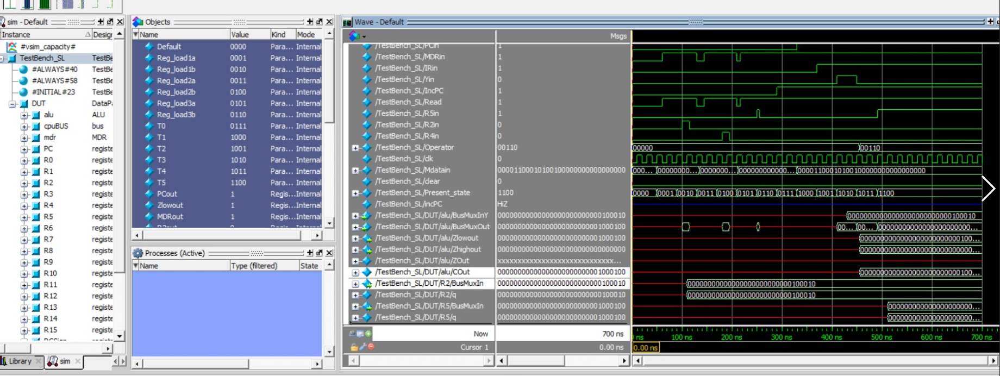 sim - Default
Instance Design
#vsim_capacity#
TestBench_SL TestBe
#ALWAYS#40 TestBe
#ALWAYS#58 TestBe
#INITIAL#23 TestBe
DUT DataPa
alu ALU
cpuBUS bus
mdr MDR
PC registe
R0 registe
R1 registe
R2 registe
R3 registe
R4 registe
R5 registe
R6 registe
R7 registe
R8 registe
R9 registe
R10 registe
R11 registe
R12 registe
R13 registe
R14 registe
R15 registe
Library sim
Objects
Name Value Kind Mode
Default 0000 Para... Internal
Reg_load1a 0001 Para... Internal
Reg_load1b 0010 Para... Internal
Reg_load2a 0011 Para... Internal
Reg_load2b 0100 Para... Internal
Reg_load3a 0101 Para... Internal
Reg_load3b 0110 Para... Internal
T0 0111 Para... Internal
T1 1000 Para... Internal
T2 1001 Para... Internal
T3 1010 Para... Internal
T4 1011 Para... Internal
T5 1100 Para... Internal
PCout 1 Regis... Internal
Zlowout 1 Regis... Internal
MDRout 1 Regis... Internal
Processes (Active)
Name Type (filtered) State
Wave - Default
Msgs
/TestBench_SL/PCin 1
/TestBench_SL/MDRin 1
/TestBench_SL/IRin 1
/TestBench_SL/Yin 0
/TestBench_SL/IncPC 1
/TestBench_SL/Read 1
/TestBench_SL/R5in 1
/TestBench_SL/R2in 0
/TestBench_SL/R4in 0
/TestBench_SL/Operator 00110 00000 00110
/TestBench_SL/clk 0
/TestBench_SL/Mdatain 00001100010100100000000000000000 000... 00000000... 0000000... 000000000000... 00001100010100100000000000000000
/TestBench_SL/clear 0
/TestBench_SL/Present_state 1100 0000 0001 0010 0011 0100 0101 0110 0111 1000 1001 1010 1011 1100
/TestBench_SL/incPC HiZ
/TestBench_SL/DUT/alu/BusMuxInY 00000000000000000000000000100010 00000000000000000000000000100010
/TestBench_SL/DUT/alu/BusMuxOut 00000000000000000000000001000100 00... 00... 0000000000000000000000...
/TestBench_SL/DUT/alu/Zlowout 00000000000000000000000001000100 0000000000000000000000000100...
/TestBench_SL/DUT/alu/Zhighout 00000000000000000000000000000000 000000000000000000000000000...
/TestBench_SL/DUT/alu/ZOut xxxxxxxxxxxxxxxxxxxxxxxxxxxxx...
/TestBench_SL/DUT/alu/COut 00000000000000000000000001000100 0000000000000000000000000100...
/TestBench_SL/DUT/R2/BusMuxIn 00000000000000000000000000100010 00000000000000000000000000100010
/TestBench_SL/DUT/R2/q 00000000000000000000000000100010 00000000000000000000000000100010
/TestBench_SL/DUT/R5/BusMuxIn 00000000000000000000000001000100 00000000000000000000...
/TestBench_SL/DUT/R5/q 00000000000000000000000001000100 00000000000000000000...
Now 700 ns ns 100 ns 200 ns 300 ns 400 ns 500 ns 600 ns 700 ns
Cursor 1 0.00 ns 0.00 ns